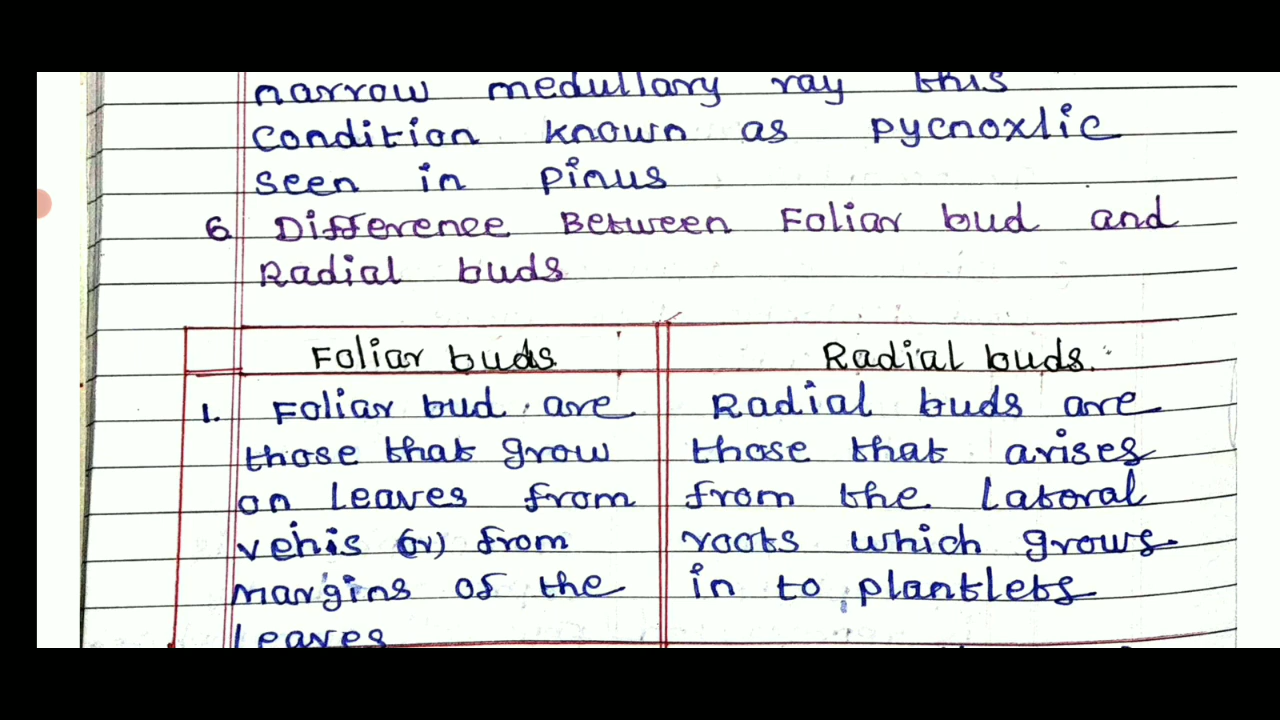 narrow medullary ray this
condition known as pycnoxlic
seen in pinus
6. Difference Between Foliar bud and
Radial buds
Foliar buds
Radial buds.
1. Foliar bud are
those that grow
on leaves from
veins (or) from
margins of the
leaves
Radial buds are
those that arises
from the Latoral
roots which grows
in to plantlets